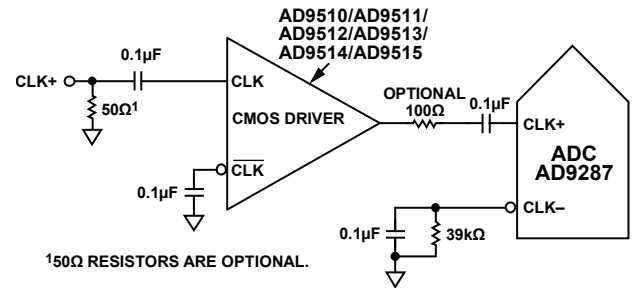 AD9510/AD9511/
AD9512/AD9513/
AD9514/AD9515
0.1µF
CLK+
CLK
50Ω¹
CMOS DRIVER
CLK
0.1µF
OPTIONAL
100Ω
0.1µF
CLK+
ADC
AD9287
CLK–
0.1µF
39kΩ
¹50Ω RESISTORS ARE OPTIONAL.